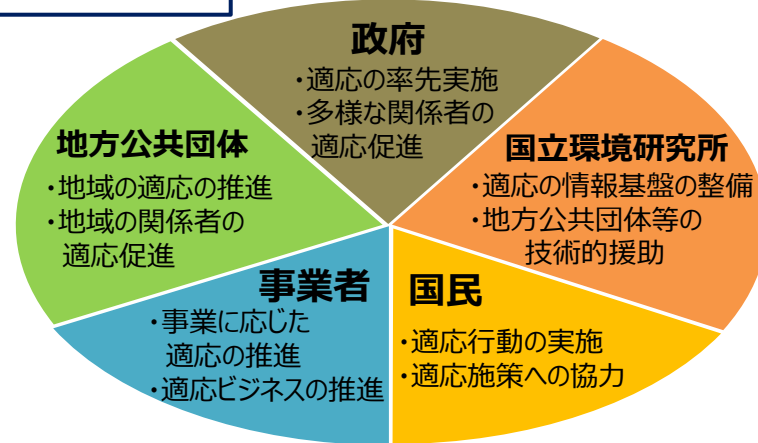 政府
・適応の率先実施
・多様な関係者の
適応促進
地方公共団体
・地域の適応の推進
・地域の関係者の
適応促進
国立環境研究所
・適応の情報基盤の整備
・地方公共団体等の
技術的援助
事業者
・事業に応じた
適応の推進
・適応ビジネスの推進
国民
・適応行動の実施
・適応施策への協力